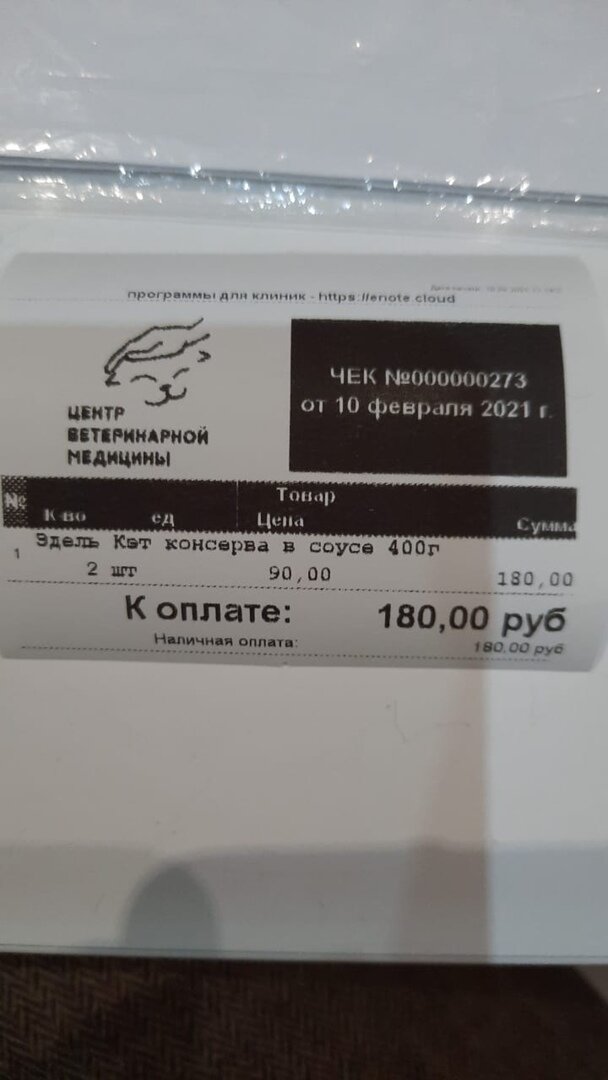 программы для клиник - https://enote.cloud
ЦЕНТР
ВЕТЕРИНАРНОЙ
МЕДИЦИНЫ
ЧЕК №000000273
от 10 февраля 2021 г.
№ Товар
К-во ед Цена Сумма
1 Эдель Кэт консерва в соусе 400г
2 шт 90,00 180,00
К оплате: 180,00 руб
Наличная оплата: 180,00 руб